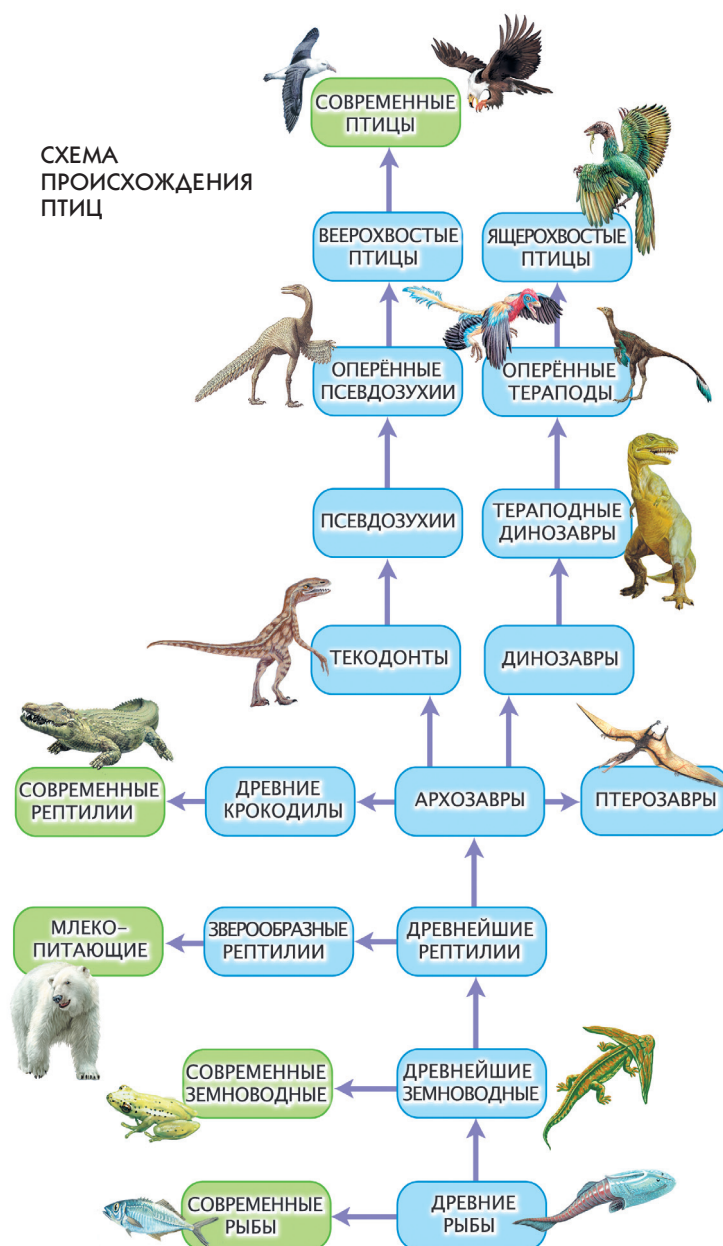 СОВРЕМЕННЫЕ
ПТИЦЫ
СХЕМА
ПРОИСХОЖДЕНИЯ
ПТИЦ
ВЕЕРОХВОСТЫЕ
ПТИЦЫ
ЯЩЕРОХВОСТЫЕ
ПТИЦЫ
ОПЕРЁННЫЕ
ПСЕВДОЗУХИИ
ОПЕРЁННЫЕ
ТЕРАПОДЫ
ПСЕВДОЗУХИИ
ТЕРАПОДНЫЕ
ДИНОЗАВРЫ
ТЕКОДОНТЫ
ДИНОЗАВРЫ
СОВРЕМЕННЫЕ
РЕПТИЛИИ
ДРЕВНИЕ
КРОКОДИЛЫ
АРХОЗАВРЫ
ПТЕРОЗАВРЫ
МЛЕКО-
ПИТАЮЩИЕ
ЗВЕРООБРАЗНЫЕ
РЕПТИЛИИ
ДРЕВНЕЙШИЕ
РЕПТИЛИИ
СОВРЕМЕННЫЕ
ЗЕМНОВОДНЫЕ
ДРЕВНЕЙШИЕ
ЗЕМНОВОДНЫЕ
СОВРЕМЕННЫЕ
РЫБЫ
ДРЕВНИЕ
РЫБЫ